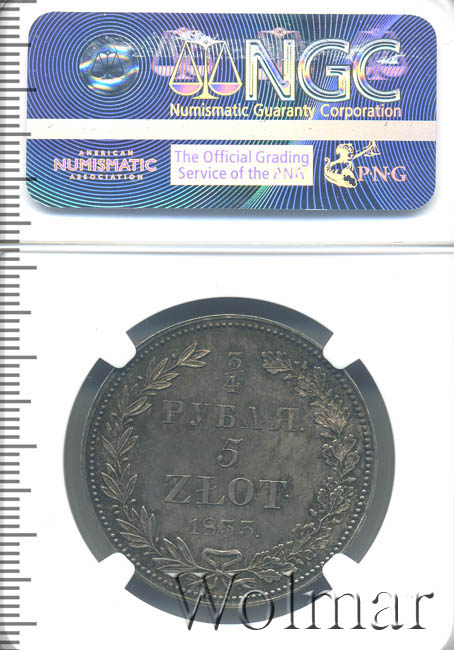 NGC
Numismatic Guaranty Corporation
AMERICAN
NUMISMATIC
ASSOCIATION
The Official Grading
Service of the PNG
PNG
3/4
РУБЛЯ.
5
ZŁOT
1833.
Wolmar